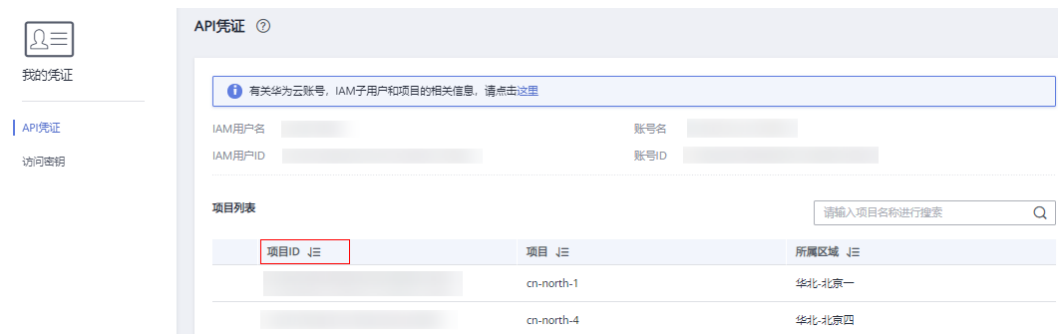 我的凭证
API凭证
访问密钥
API凭证 ?
有关华为云账号，IAM子用户和项目的相关信息，请点击这里
IAM用户名 账号名
IAM用户ID 账号ID
项目列表
请输入项目名称进行搜索
项目ID 项目 所属区域
cn-north-1 华北-北京一
cn-north-4 华北-北京四